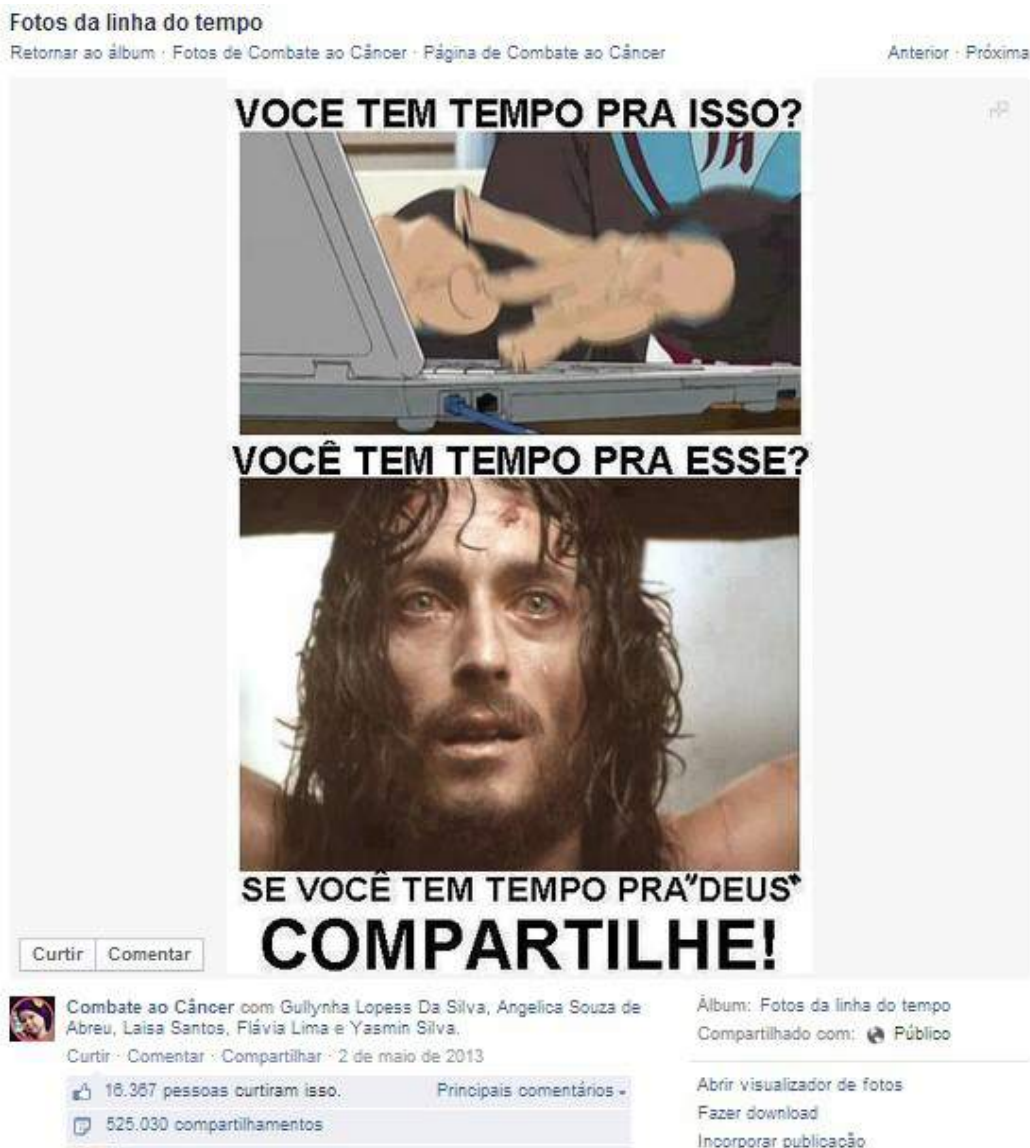 Fotos da linha do tempo
Retornar ao álbum · Fotos de Combate ao Câncer · Página de Combate ao Câncer
Anterior · Próxima
VOCE TEM TEMPO PRA ISSO?
VOCÊ TEM TEMPO PRA ESSE?
SE VOCÊ TEM TEMPO PRA"DEUS"
COMPARTILHE!
Curtir Comentar
Combate ao Câncer com Gullynha Lopess Da Silva, Angelica Souza de
Abreu, Laisa Santos, Flávia Lima e Yasmin Silva.
Curtir · Comentar · Compartilhar · 2 de maio de 2013
16.367 pessoas curtiram isso.
Principais comentários
525.030 compartilhamentos
Álbum: Fotos da linha do tempo
Compartilhado com: Público
Abrir visualizador de fotos
Fazer download
Incorporar publicação